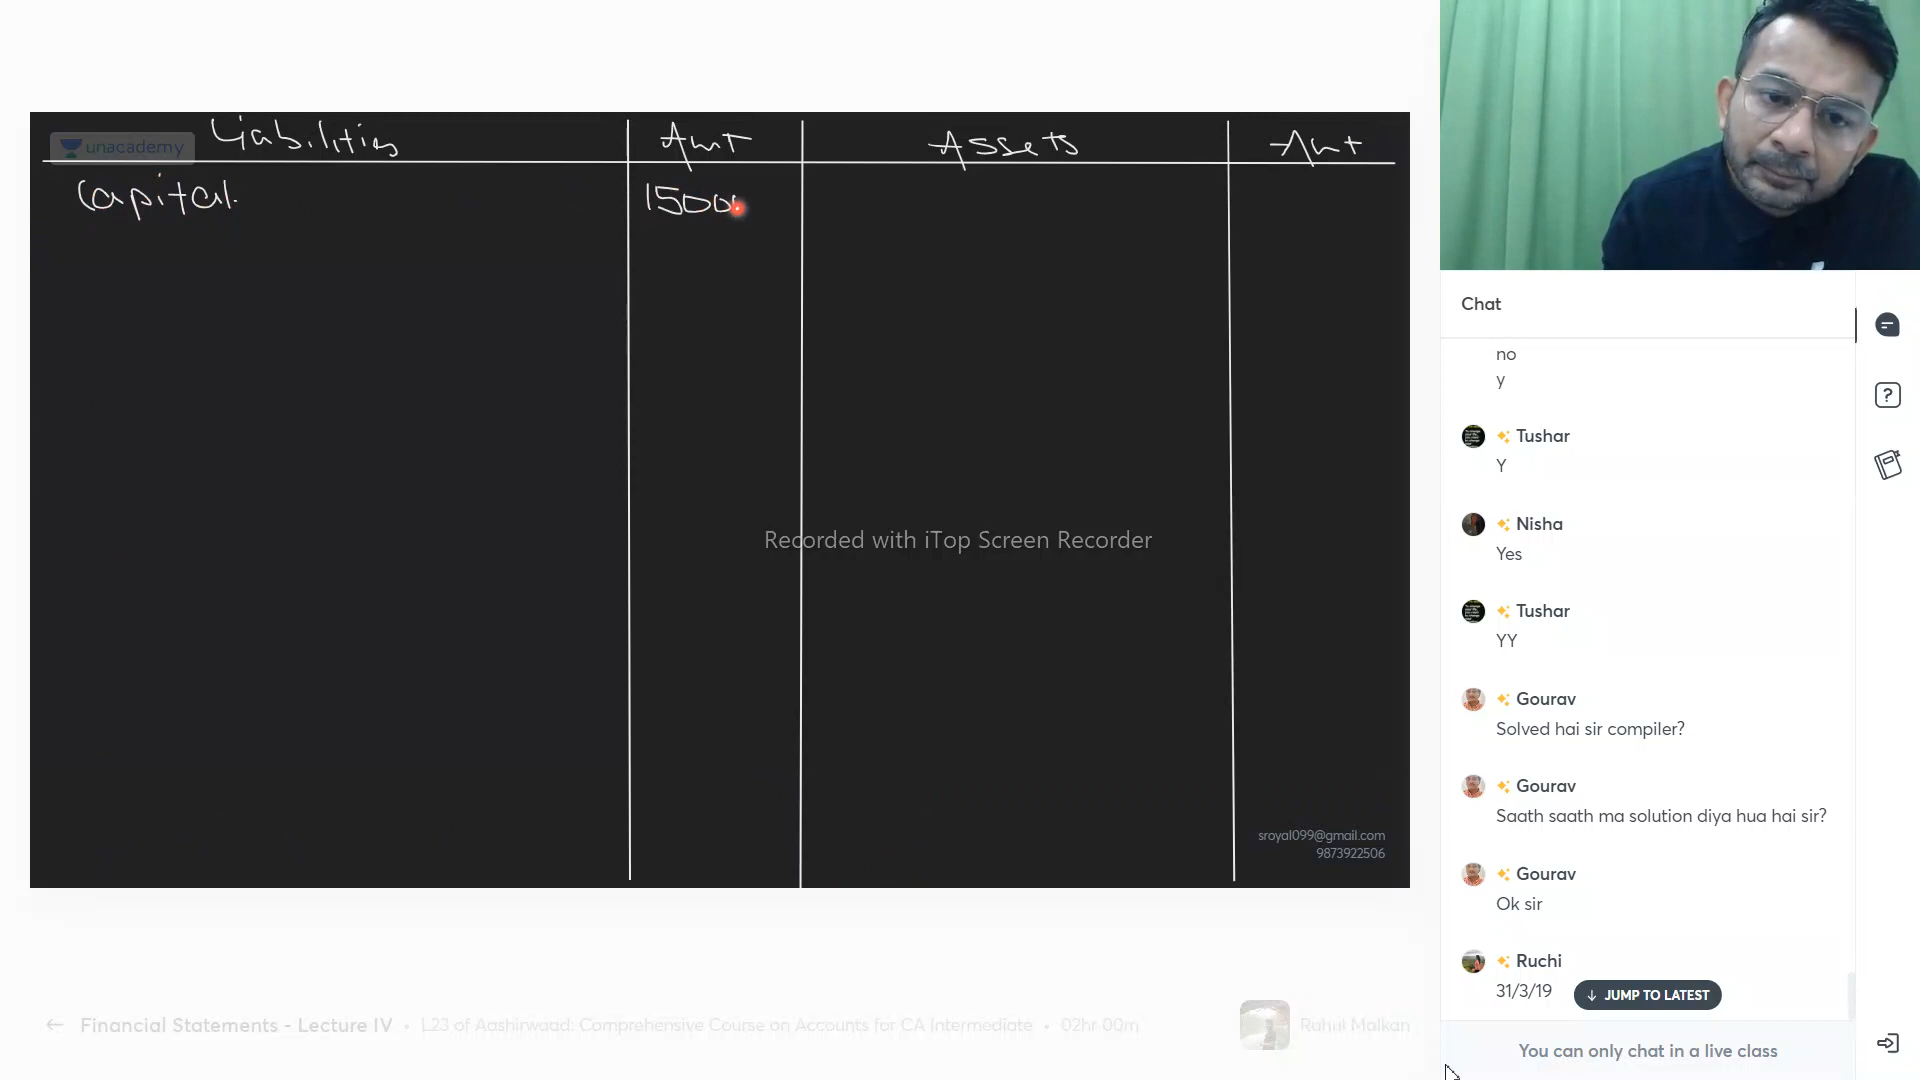 unacademy
Liabilities Amt Assets Amt
Capital. 15000
Recorded with iTop Screen Recorder
sroyal099@gmail.com
9873922506
← Financial Statements - Lecture IV • L23 of Aashirwaad: Comprehensive Course on Accounts for CA Intermediate • 02hr 00m
Rahul Malkan
Chat
no
y
Tushar
Y
Nisha
Yes
Tushar
YY
Gourav
Solved hai sir compiler?
Gourav
Saath saath ma solution diya hua hai sir?
Gourav
Ok sir
Ruchi
31/3/19
↓ JUMP TO LATEST
You can only chat in a live class